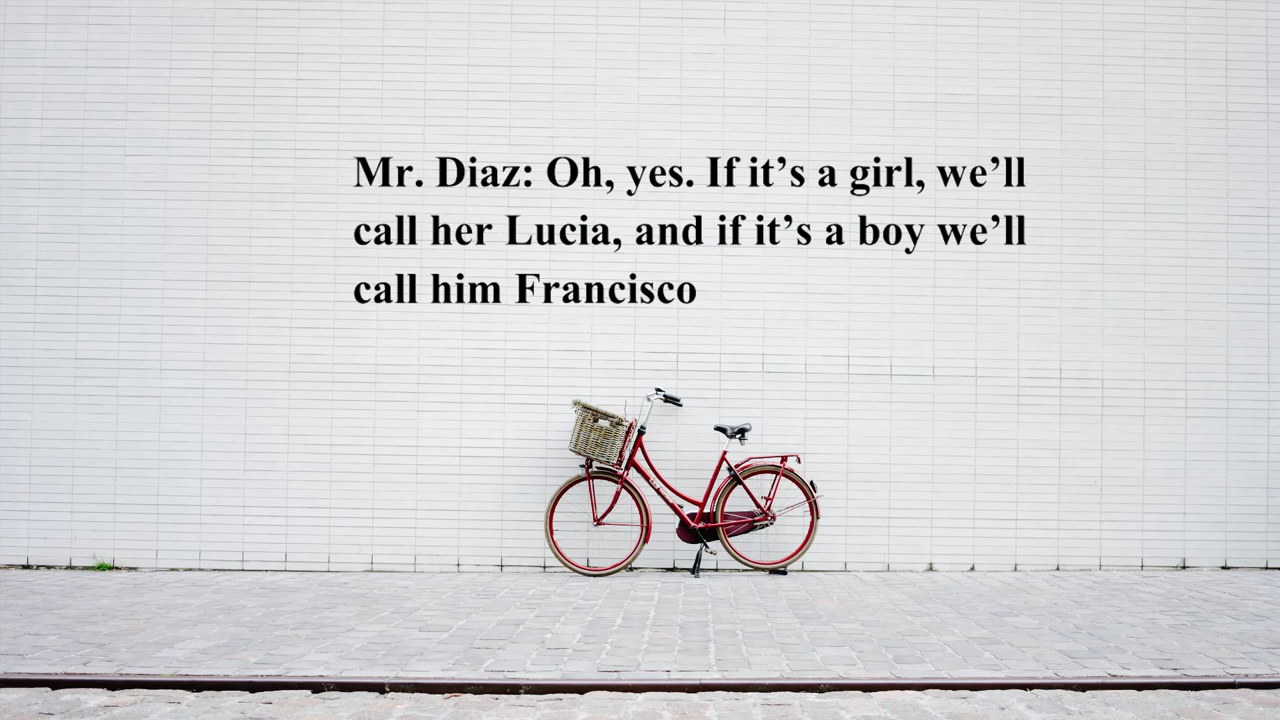 Mr. Diaz: Oh, yes. If it’s a girl, we’ll
call her Lucia, and if it’s a boy we’ll
call him Francisco